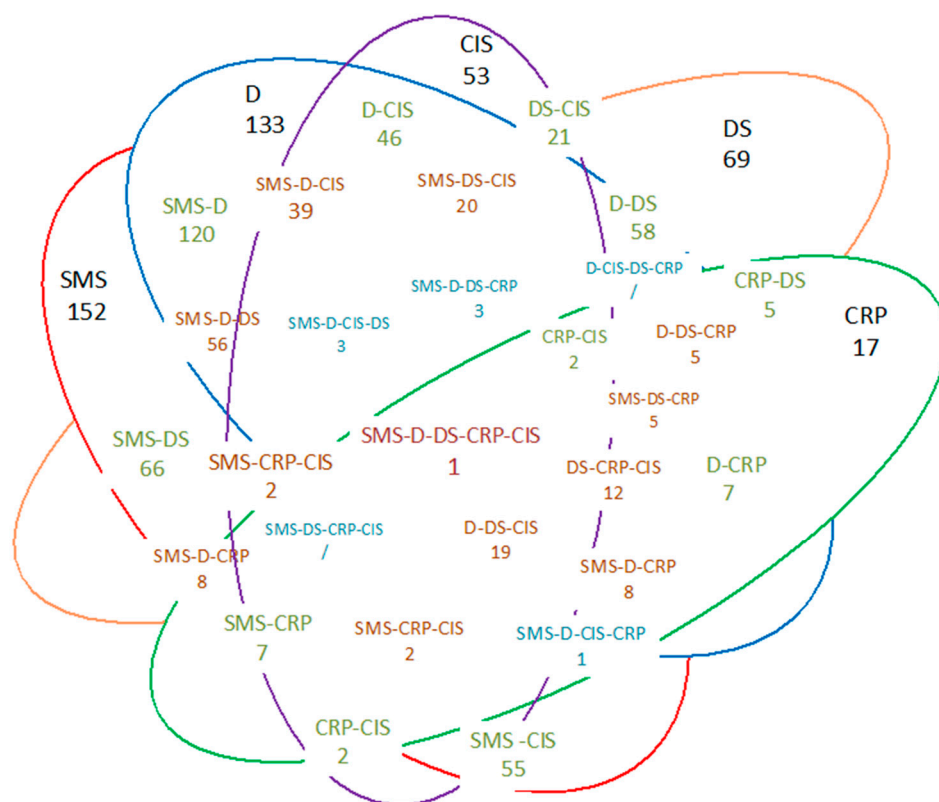 CIS
53
D
133
D-CIS
46
DS-CIS
21
DS
69
SMS-D-CIS
39
SMS-DS-CIS
20
SMS-D
120
D-DS
58
SMS
152
D-CIS-DS-CRP
/
CRP-DS
5
SMS-D-DS-CRP
3
CRP
17
SMS-D-DS
56
SMS-D-CIS-DS
3
CRP-CIS
2
D-DS-CRP
5
SMS-DS-CRP
5
SMS-DS
66
SMS-D-DS-CRP-CIS
1
SMS-CRP-CIS
2
DS-CRP-CIS
12
D-CRP
7
SMS-DS-CRP-CIS
/
D-DS-CIS
19
SMS-D-CRP
8
SMS-D-CRP
8
SMS-CRP
7
SMS-CRP-CIS
2
SMS-D-CIS-CRP
1
CRP-CIS
2
SMS -CIS
55